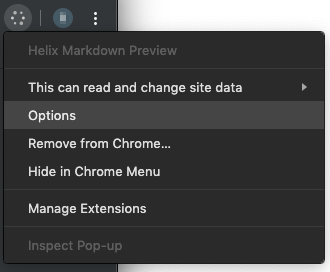 Helix Markdown Preview
This can read and change site data
Options
Remove from Chrome...
Hide in Chrome Menu
Manage Extensions
Inspect Pop-up